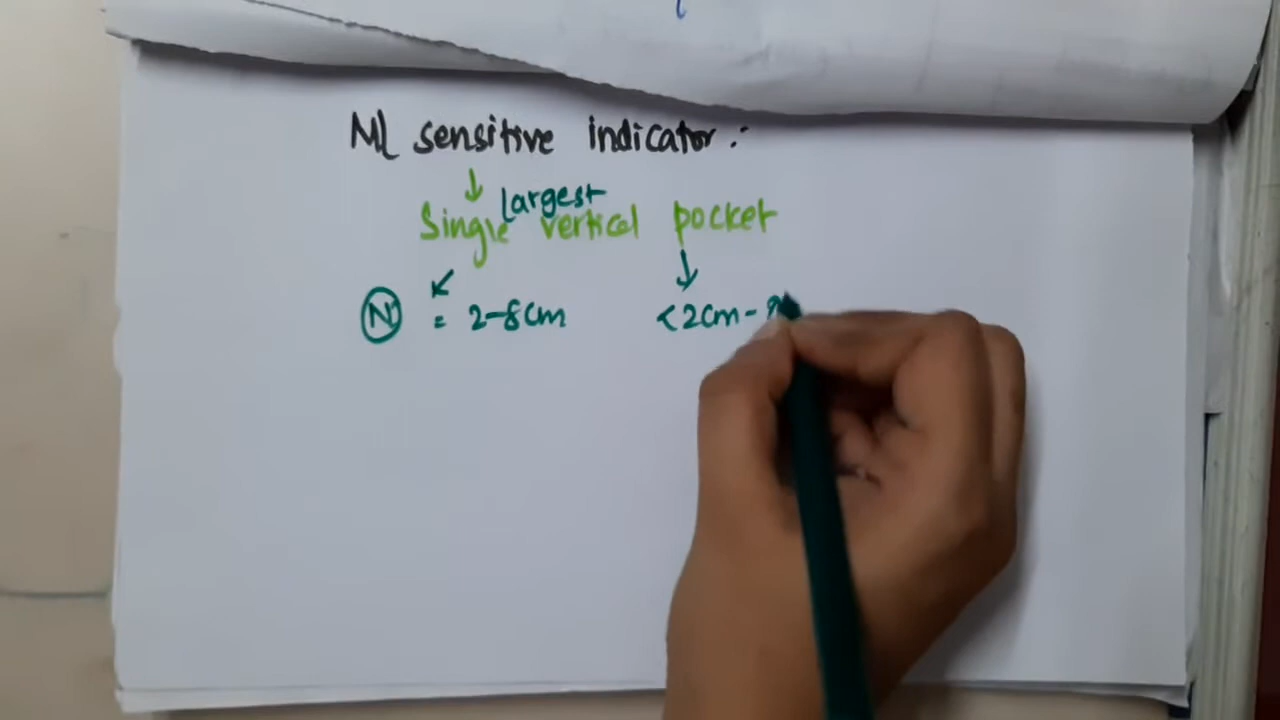 ML sensitive indicator :-
↓ largest
Single vertical pocket
N = 2-8cm <2cm -